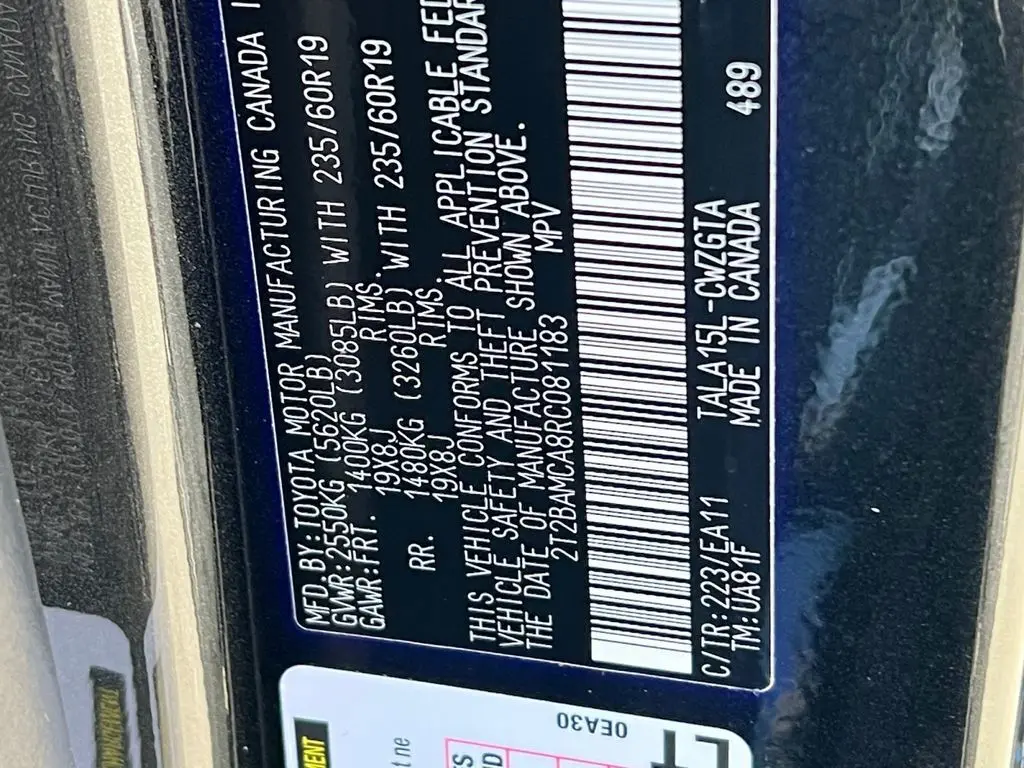 MFD.BY:TOYOTA MOTOR MANUFACTURING CANADA
GVWR:2550KG (5620LB)
GAWR:FRT. 1400KG (3085LB) WITH 235/60R19
19X8J RIMS.
RR. 1480KG (3260LB) WITH 235/60R19
19X8J RIMS.
THIS VEHICLE CONFORMS TO ALL APPLICABLE FED
VEHICLE SAFETY AND THEFT PREVENTION STANDAR
THE DATE OF MANUFACTURE SHOWN ABOVE.
2T2BAMCA8RC081183 MPV
C/TR:223/EA11 TALA15L-CWZGTA 489
TM:UA81F MADE IN CANADA
0EA30
MENT
t ne